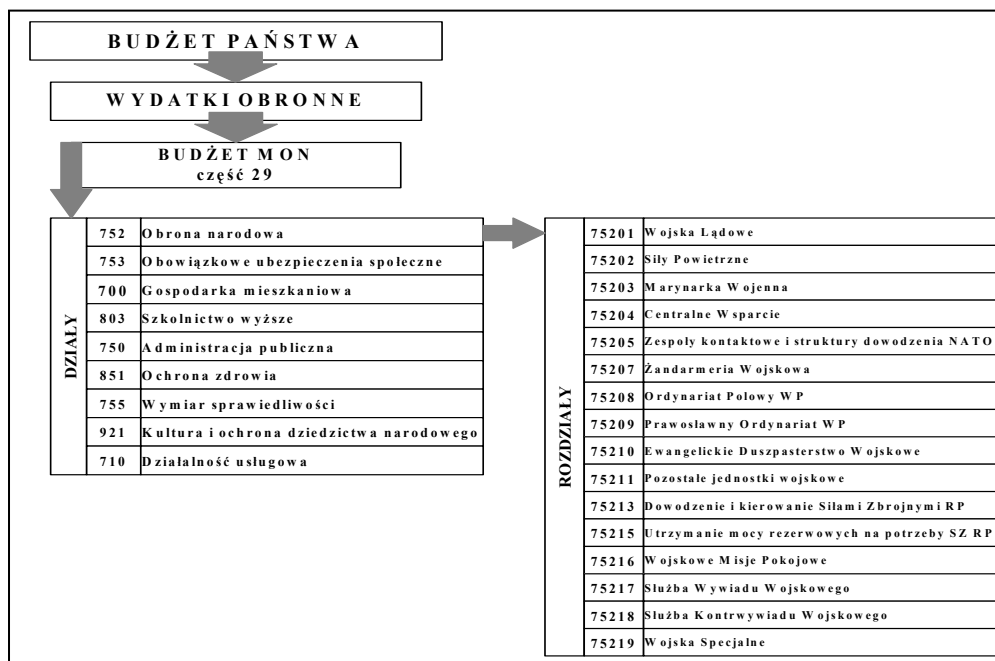 BUDŻET PAŃSTWA
WYDATKI OBRONNE
BUDŻET MON
część 29
DZIAŁY
752 Obrona narodowa
753 Obowiązkowe ubezpieczenia społeczne
700 Gospodarka mieszkaniowa
803 Szkolnictwo wyższe
750 Administracja publiczna
851 Ochrona zdrowia
755 Wymiar sprawiedliwości
921 Kultura i ochrona dziedzictwa narodowego
710 Działalność usługowa
ROZDZIAŁY
75201 Wojska Lądowe
75202 Siły Powietrzne
75203 Marynarka Wojenna
75204 Centralne Wsparcie
75205 Zespoły kontaktowe i struktury dowodzenia NATO
75207 Żandarmeria Wojskowa
75208 Ordynariat Polowy WP
75209 Prawosławny Ordynariat WP
75210 Ewangelickie Duszpasterstwo Wojskowe
75211 Pozostałe jednostki wojskowe
75213 Dowodzenie i kierowanie Siłami Zbrojnymi RP
75215 Utrzymanie mocy rezerwowych na potrzeby SZ RP
75216 Wojskowe Misje Pokojowe
75217 Służba Wywiadu Wojskowego
75218 Służba Kontrwywiadu Wojskowego
75219 Wojska Specjalne